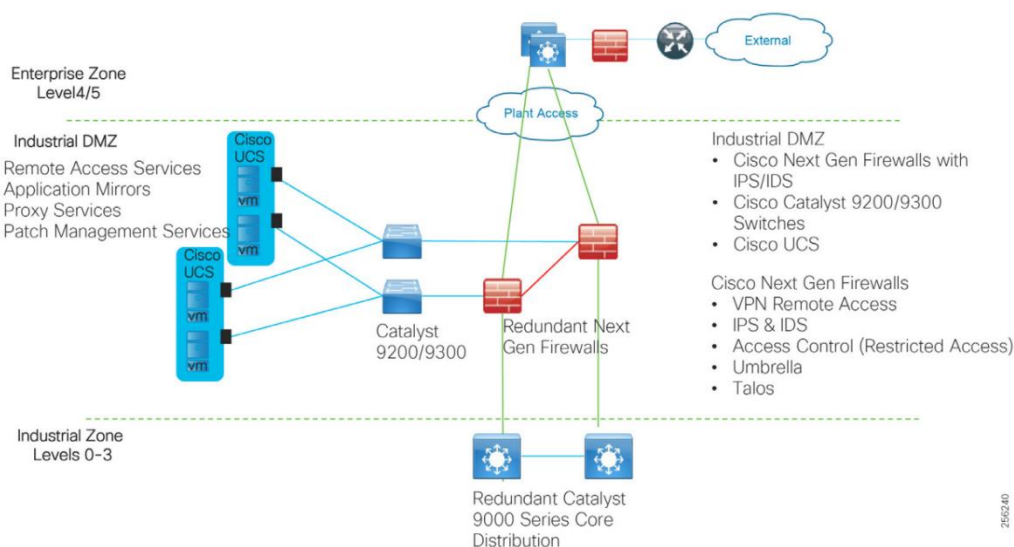 External
Enterprise Zone
Level4/5
Plant Access
Industrial DMZ
Remote Access Services
Application Mirrors
Proxy Services
Patch Management Services
Cisco
UCS
vm
vm
Cisco
UCS
vm
vm
Catalyst
9200/9300
Redundant Next
Gen Firewalls
Industrial DMZ
• Cisco Next Gen Firewalls with
IPS/IDS
• Cisco Catalyst 9200/9300
Switches
• Cisco UCS
Cisco Next Gen Firewalls
• VPN Remote Access
• IPS & IDS
• Access Control (Restricted Access)
• Umbrella
• Talos
Industrial Zone
Levels 0-3
Redundant Catalyst
9000 Series Core
Distribution
256240